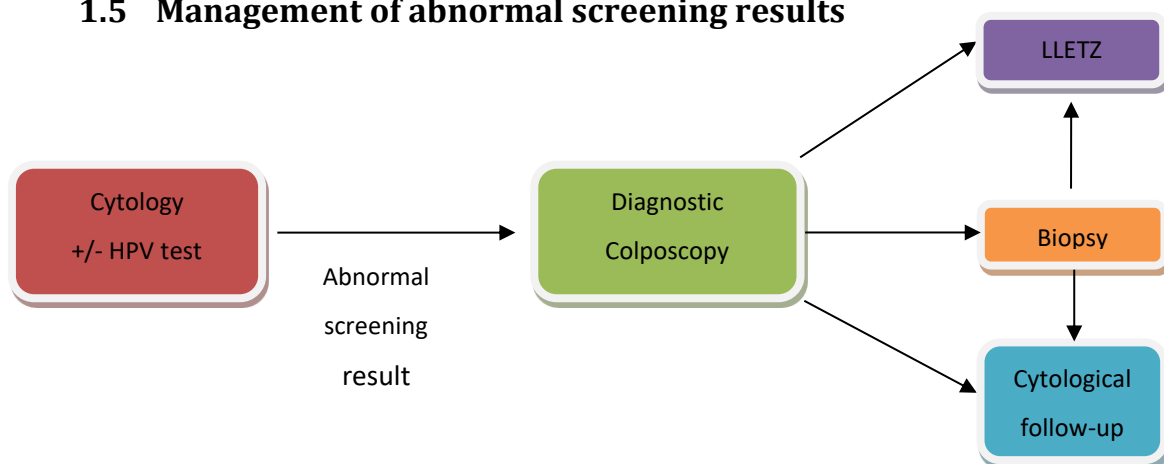 1.5 Management of abnormal screening results
LLETZ
Cytology
+/- HPV test
Abnormal
screening
result
Diagnostic
Colposcopy
Biopsy
Cytological
follow-up